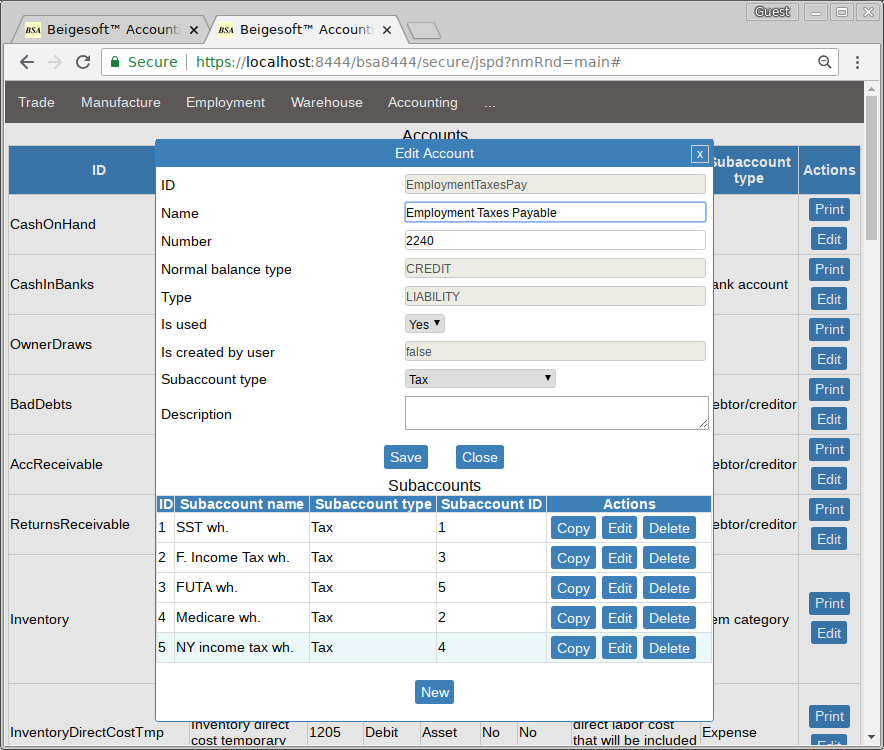 Guest
BSA Beigesoft™ Account
BSA Beigesoft™ Account
Secure https://localhost:8444/bsa8444/secure/jspd?nmRnd=main#
Trade Manufacture Employment Warehouse Accounting ...
Accounts
ID Subaccount type Actions
Edit Account x
ID EmploymentTaxesPay
Name Employment Taxes Payable
Number 2240
Normal balance type CREDIT
Type LIABILITY
Is used Yes
Is created by user false
Subaccount type Tax
Description
Save Close
Subaccounts
ID Subaccount name Subaccount type Subaccount ID Actions
1 SST wh. Tax 1 Copy Edit Delete
2 F. Income Tax wh. Tax 3 Copy Edit Delete
3 FUTA wh. Tax 5 Copy Edit Delete
4 Medicare wh. Tax 2 Copy Edit Delete
5 NY income tax wh. Tax 4 Copy Edit Delete
New
CashOnHand Print
Edit
CashInBanks ank account Print
Edit
OwnerDraws Print
Edit
BadDebts ebtor/creditor Print
Edit
AccReceivable ebtor/creditor Print
Edit
ReturnsReceivable ebtor/creditor Print
Edit
Inventory em category Print
Edit
InventoryDirectCostTmp Inventory direct cost temporary 1205 Debit Asset No No direct labor cost that will be included Expense Print
Edit